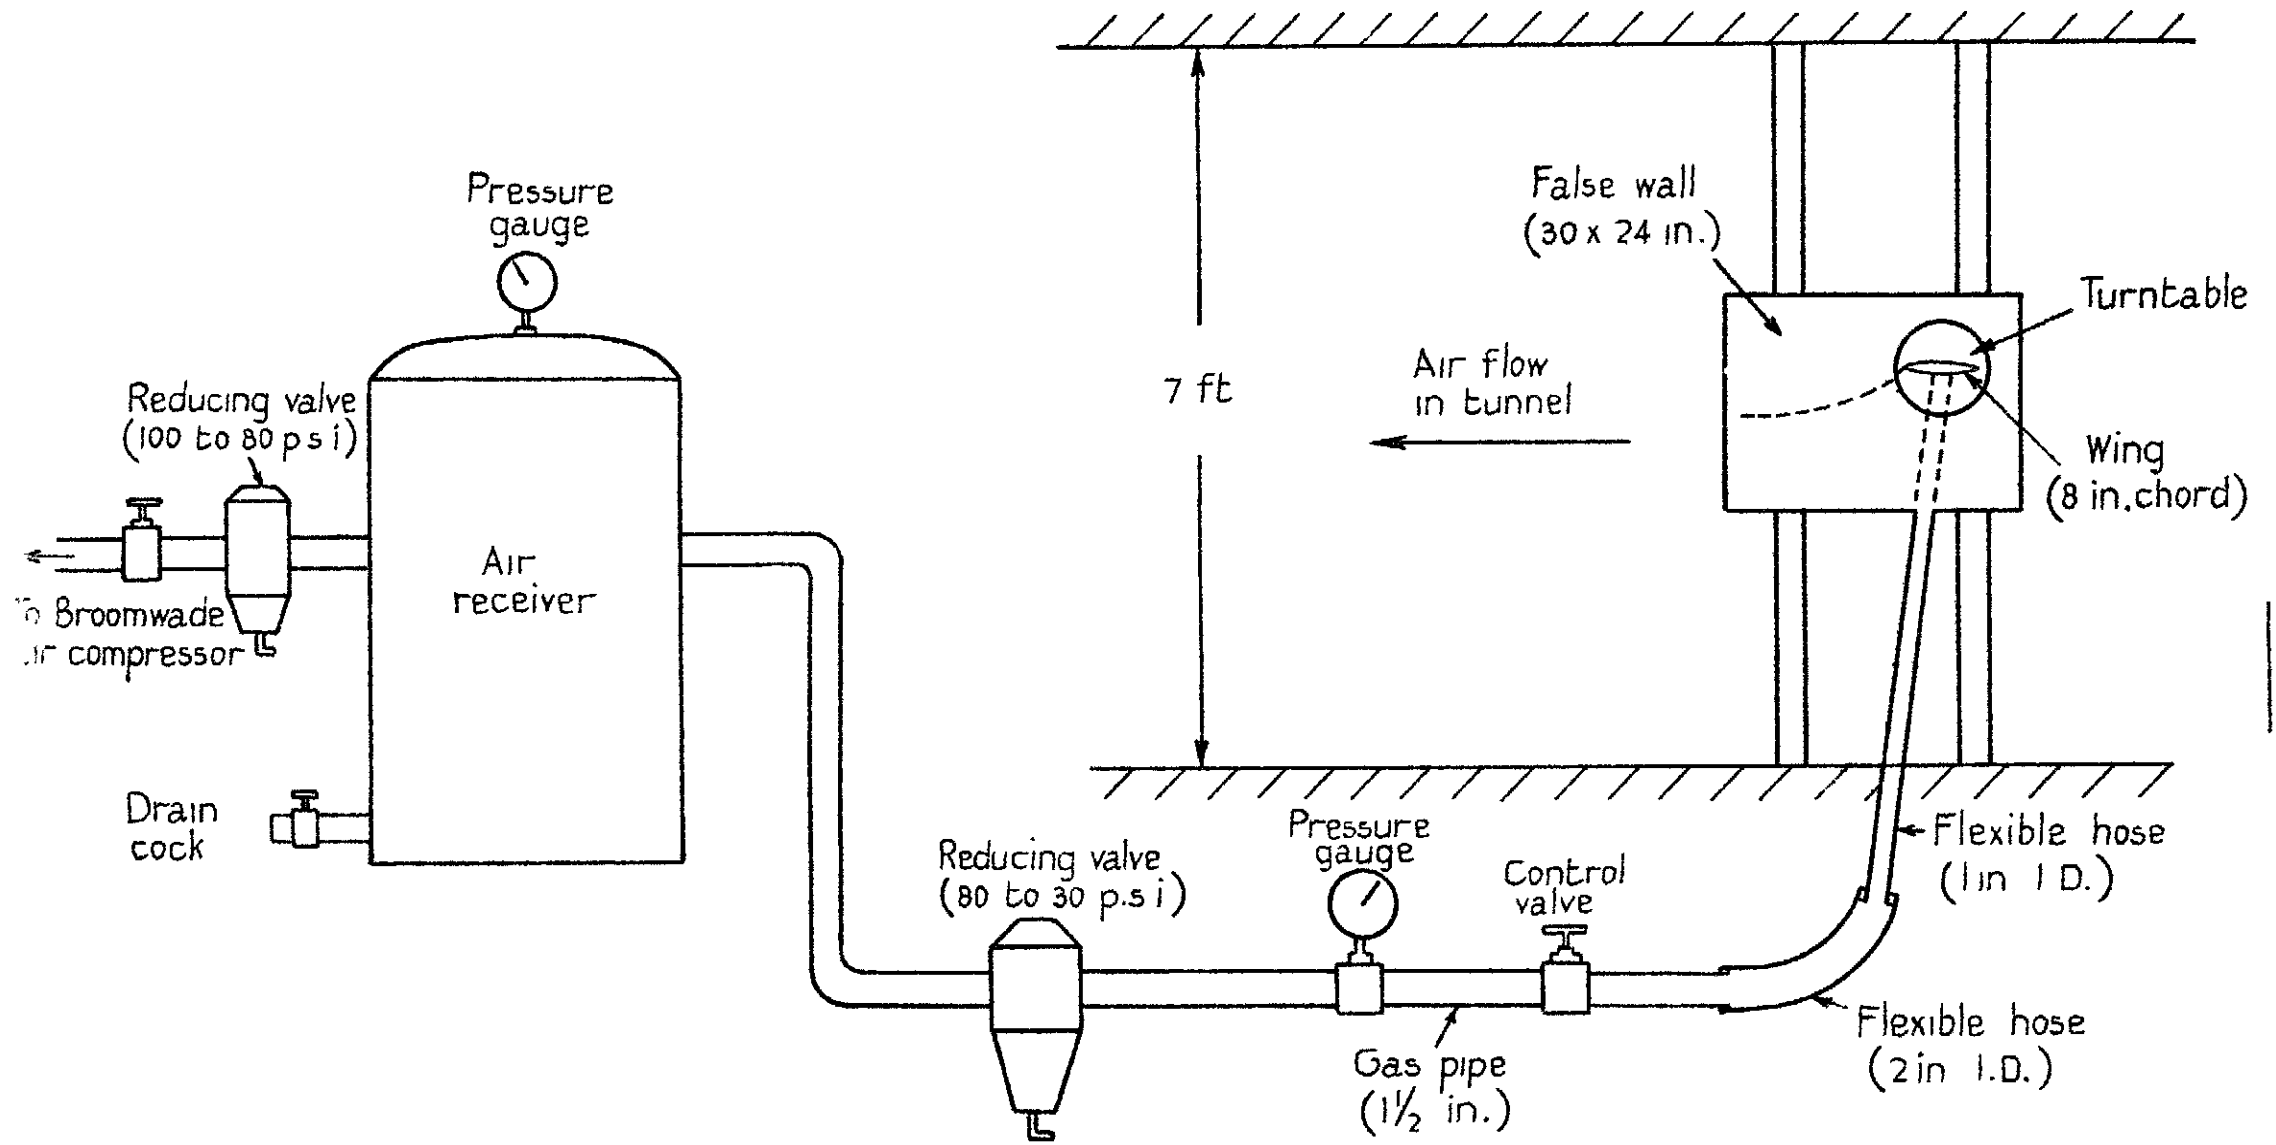 Pressure
gauge
Reducing valve
(100 to 80 p s i)
Broomwade
compressor
Air
receiver
Drain
cock
7 ft
Air flow
in tunnel
False wall
(30 x 24 in.)
Turntable
Wing
(8 in. chord)
Reducing valve
(80 to 30 p.s i)
Pressure
gauge
Control
valve
Gas pipe
(1½ in.)
Flexible hose
(1 in I D.)
Flexible hose
(2 in I.D.)